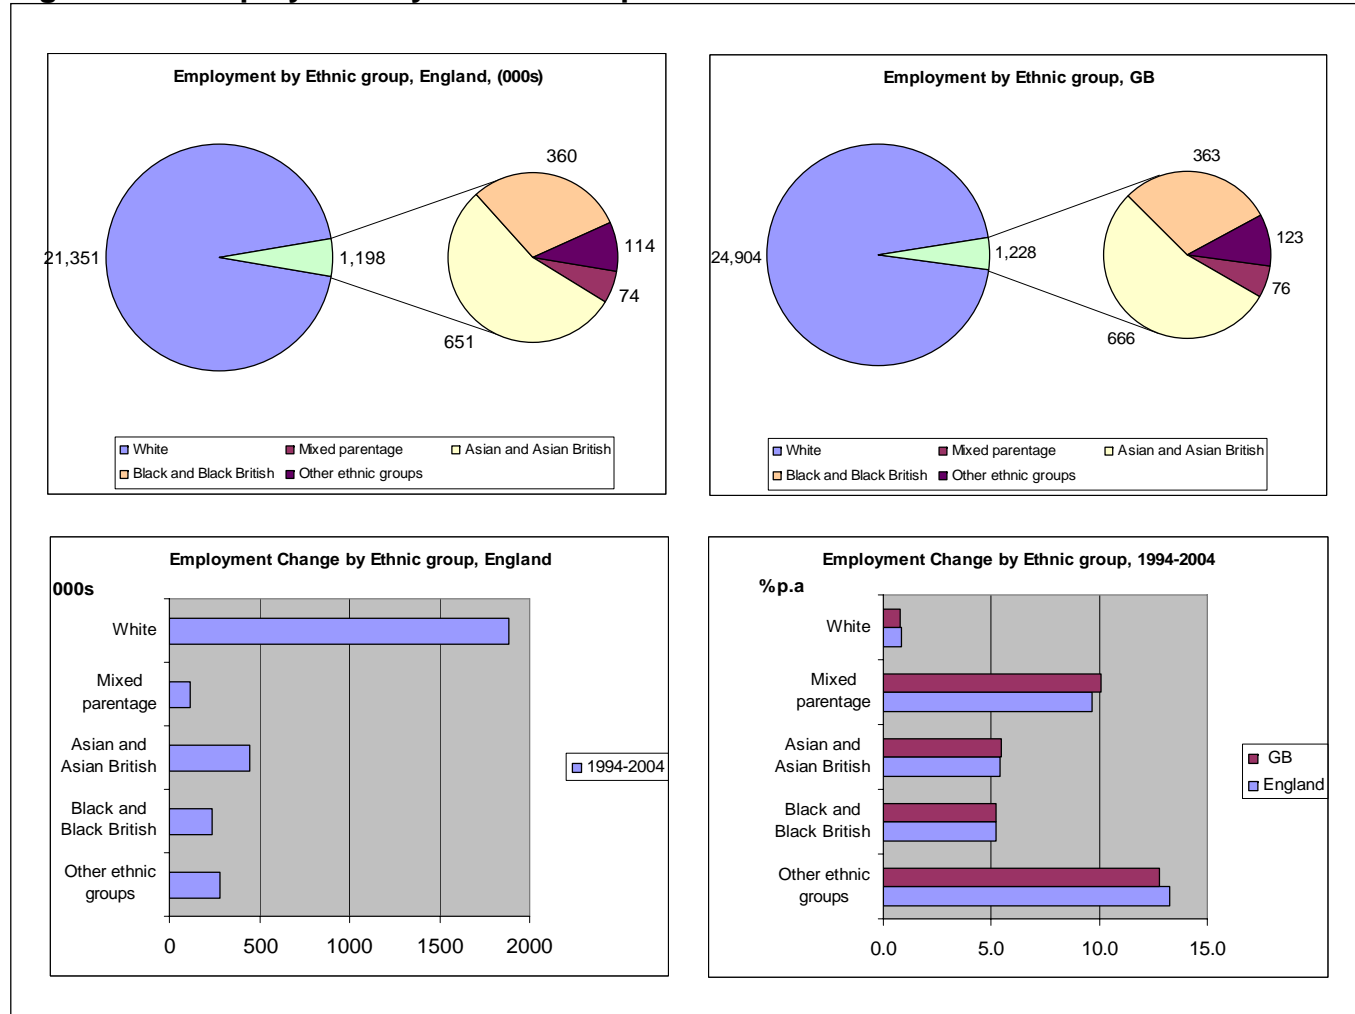 Employment by Ethnic group, England, (000s)
21,351
1,198
360
114
74
651
White
Mixed parentage
Asian and Asian British
Black and Black British
Other ethnic groups
Employment by Ethnic group, GB
24,904
1,228
363
123
76
666
White
Mixed parentage
Asian and Asian British
Black and Black British
Other ethnic groups
Employment Change by Ethnic group, England
000s
White
Mixed
parentage
Asian and
Asian British
Black and
Black British
Other ethnic
groups
0 500 1000 1500 2000
1994-2004
Employment Change by Ethnic group, 1994-2004
%p.a
White
Mixed
parentage
Asian and
Asian British
Black and
Black British
Other ethnic
groups
0.0 5.0 10.0 15.0
GB
England